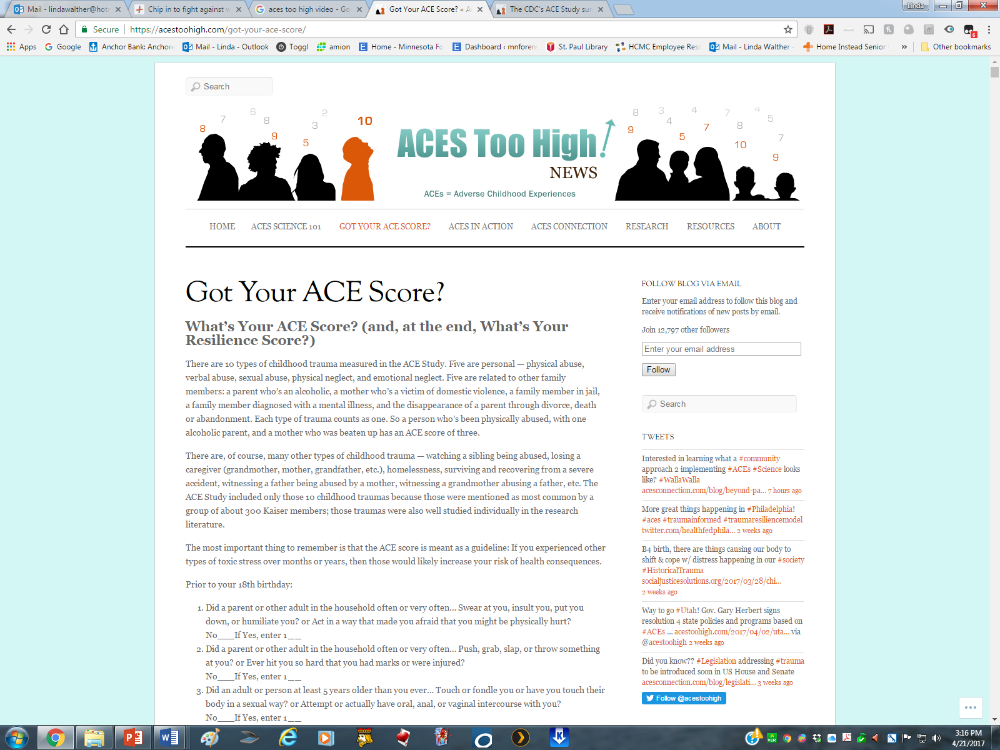 Mail - lindawalther@hot
Chip in to fight against
aces too high video - Go
Got Your ACE Score? « A
The CDC's ACE Study sur
Linda
Secure
https://acestoohigh.com/got-your-ace-score/
Apps
Google
Anchor Bank: Anchor
Mail - Linda - Outlook
Toggl
amion
Home - Minnesota Fo
Dashboard ‹ mnforen
St. Paul Library
HCMC Employee Res
Mail - Linda Walther -
Home Instead Senior
»
Other bookmarks
Search
8 7 6 8 9 5 3 2 10
ACES Too High!
NEWS
ACEs = Adverse Childhood Experiences
8 9 3 4 5 4 7 7 8 10 4 5 7 9
HOME
ACES SCIENCE 101
GOT YOUR ACE SCORE?
ACES IN ACTION
ACES CONNECTION
RESEARCH
RESOURCES
ABOUT
Got Your ACE Score?
What's Your ACE Score? (and, at the end, What's Your
Resilience Score?)
There are 10 types of childhood trauma measured in the ACE Study. Five are personal — physical abuse,
verbal abuse, sexual abuse, physical neglect, and emotional neglect. Five are related to other family
members: a parent who's an alcoholic, a mother who's a victim of domestic violence, a family member in jail,
a family member diagnosed with a mental illness, and the disappearance of a parent through divorce, death
or abandonment. Each type of trauma counts as one. So a person who's been physically abused, with one
alcoholic parent, and a mother who was beaten up has an ACE score of three.
There are, of course, many other types of childhood trauma — watching a sibling being abused, losing a
caregiver (grandmother, mother, grandfather, etc.), homelessness, surviving and recovering from a severe
accident, witnessing a father being abused by a mother, witnessing a grandmother abusing a father, etc. The
ACE Study included only those 10 childhood traumas because those were mentioned as most common by a
group of about 300 Kaiser members; those traumas were also well studied individually in the research
literature.
The most important thing to remember is that the ACE score is meant as a guideline: If you experienced other
types of toxic stress over months or years, then those would likely increase your risk of health consequences.
Prior to your 18th birthday:
1. Did a parent or other adult in the household often or very often… Swear at you, insult you, put you
down, or humiliate you? or Act in a way that made you afraid that you might be physically hurt?
No___If Yes, enter 1__
2. Did a parent or other adult in the household often or very often… Push, grab, slap, or throw something
at you? or Ever hit you so hard that you had marks or were injured?
No___If Yes, enter 1__
3. Did an adult or person at least 5 years older than you ever… Touch or fondle you or have you touch their
body in a sexual way? or Attempt or actually have oral, anal, or vaginal intercourse with you?
No___If Yes, enter 1__
FOLLOW BLOG VIA EMAIL
Enter your email address to follow this blog and
receive notifications of new posts by email.
Join 12,797 other followers
Enter your email address
Follow
Search
TWEETS
Interested in learning what a #community
approach 2 implementing #ACEs #Science looks
like? #WallaWalla
acesconnection.com/blog/beyond-pa… 7 hours ago
More great things happening in #Philadelphia!
#aces #traumainformed #traumaresiliencemodel
twitter.com/healthfedphila… 2 weeks ago
B4 birth, there are things causing our body to
shift & cope w/ distress happening in our #society
#HistoricalTrauma
socialjusticesolutions.org/2017/03/28/chi…
2 weeks ago
Way to go #Utah! Gov. Gary Herbert signs
resolution 4 state policies and programs based on
#ACEs … acestoohigh.com/2017/04/02/uta… via
@acestoohigh 2 weeks ago
Did you know?? #Legislation addressing #trauma
to be introduced soon in US House and Senate
acesconnection.com/blog/legislati… 3 weeks ago
Follow @acestoohigh
3:16 PM
4/21/2017